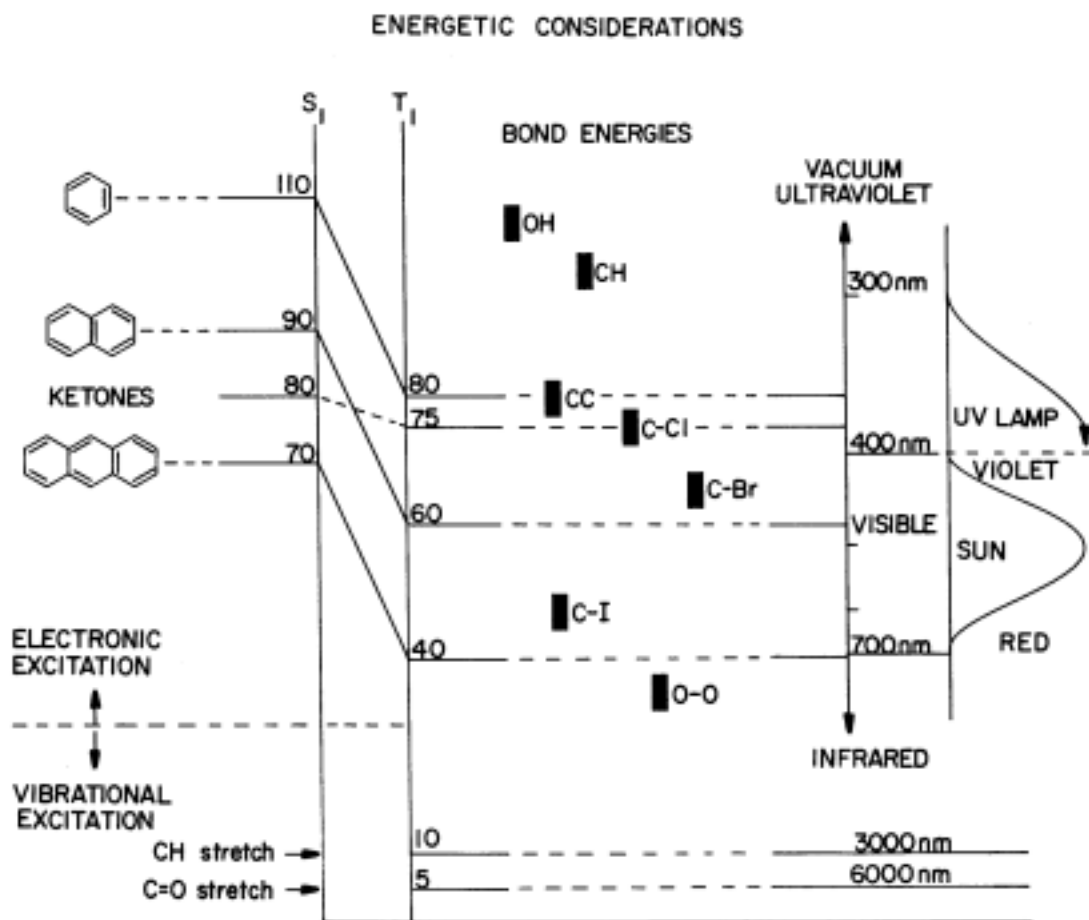 ENERGETIC CONSIDERATIONS
S1
T1
BOND ENERGIES
VACUUM
ULTRAVIOLET
110
OH
CH
300nm
90
KETONES
80
80
CC
75
C-Cl
UV LAMP
70
400nm
VIOLET
C-Br
60
VISIBLE
SUN
C-I
ELECTRONIC
EXCITATION
40
700nm
RED
O-O
INFRARED
VIBRATIONAL
EXCITATION
CH stretch
10
3000nm
C=O stretch
5
6000nm